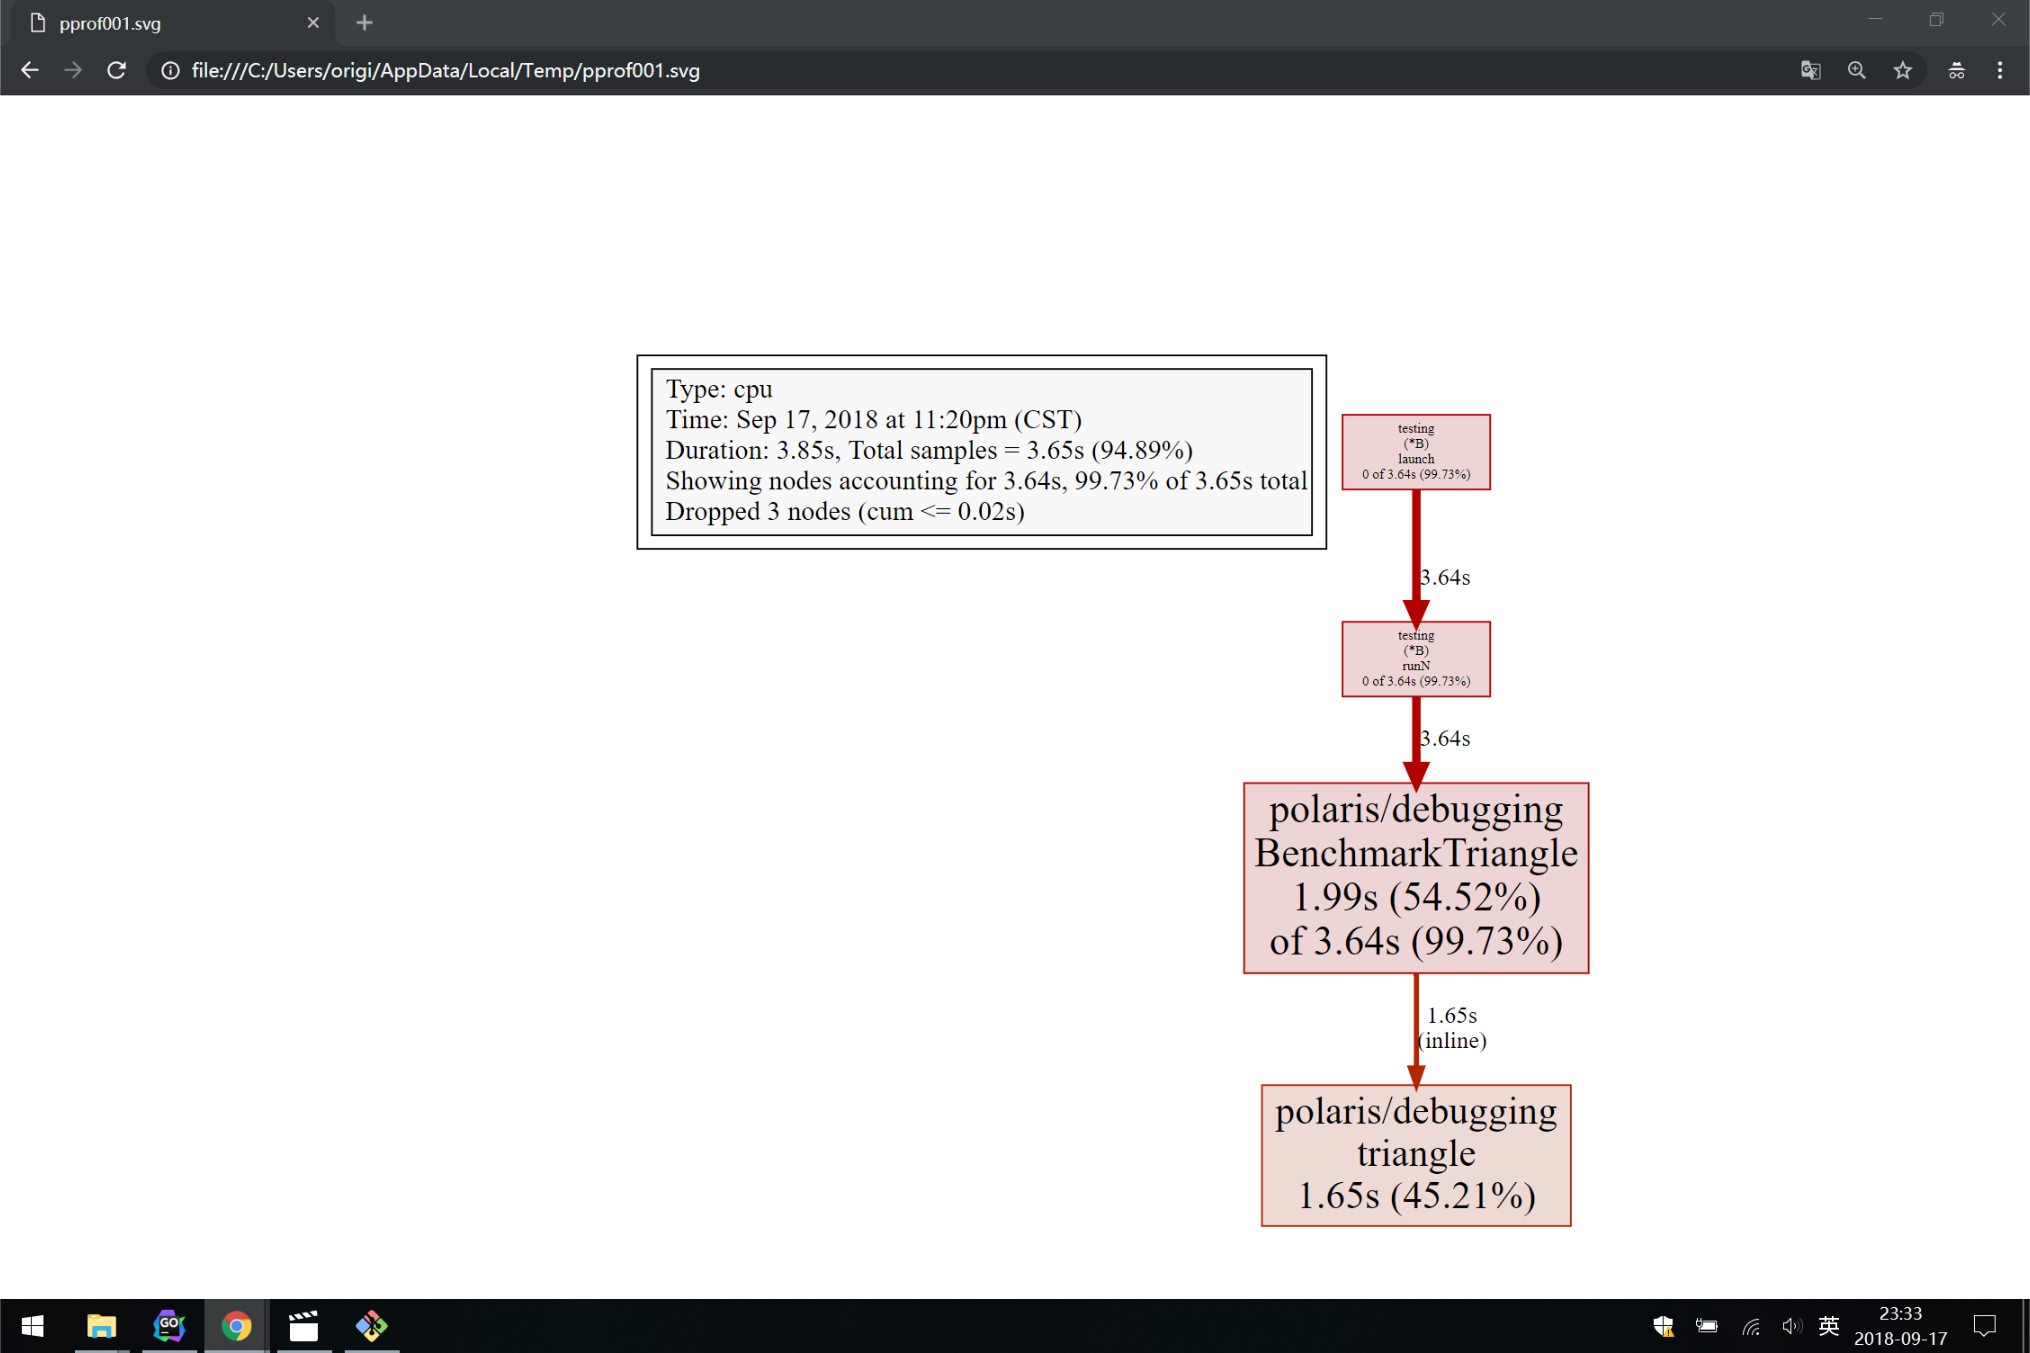 pprof001.svg
file:///C:/Users/origi/AppData/Local/Temp/pprof001.svg
Type: cpu
Time: Sep 17, 2018 at 11:20pm (CST)
Duration: 3.85s, Total samples = 3.65s (94.89%)
Showing nodes accounting for 3.64s, 99.73% of 3.65s total
Dropped 3 nodes (cum <= 0.02s)
testing
(*B)
launch
0 of 3.64s (99.73%)
3.64s
testing
(*B)
runN
0 of 3.64s (99.73%)
3.64s
polaris/debugging
BenchmarkTriangle
1.99s (54.52%)
of 3.64s (99.73%)
1.65s
(inline)
polaris/debugging
triangle
1.65s (45.21%)
GO
英
23:33
2018-09-17